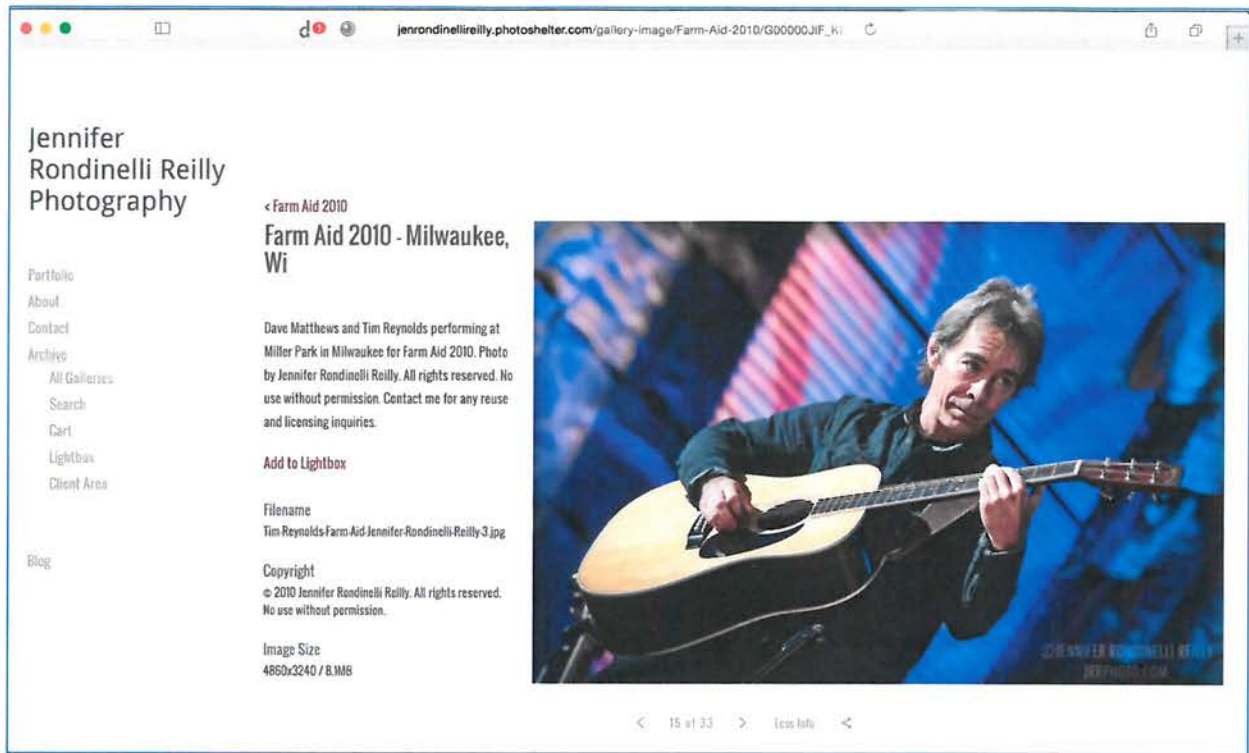 jenrondinellireilly.photoshelter.com/gallery-image/Farm-Aid-2010/G00000JIF_K
Jennifer
Rondinelli Reilly
Photography
Portfolio
About
Contact
Archive
All Galleries
Search
Cart
Lightbox
Client Area
Blog
< Farm Aid 2010
Farm Aid 2010 - Milwaukee,
Wi
Dave Matthews and Tim Reynolds performing at
Miller Park in Milwaukee for Farm Aid 2010. Photo
by Jennifer Rondinelli Reilly. All rights reserved. No
use without permission. Contact me for any reuse
and licensing inquiries.
Add to Lightbox
Filename
Tim-Reynolds-Farm-Aid-Jennifer-Rondinelli-Reilly-3.jpg
Copyright
© 2010 Jennifer Rondinelli Reilly. All rights reserved.
No use without permission.
Image Size
4860x3240 / 8.1MB
©JENNIFER RONDINELLI REILLY
JRRPHOTO.COM
< 15 of 33 > Less Info